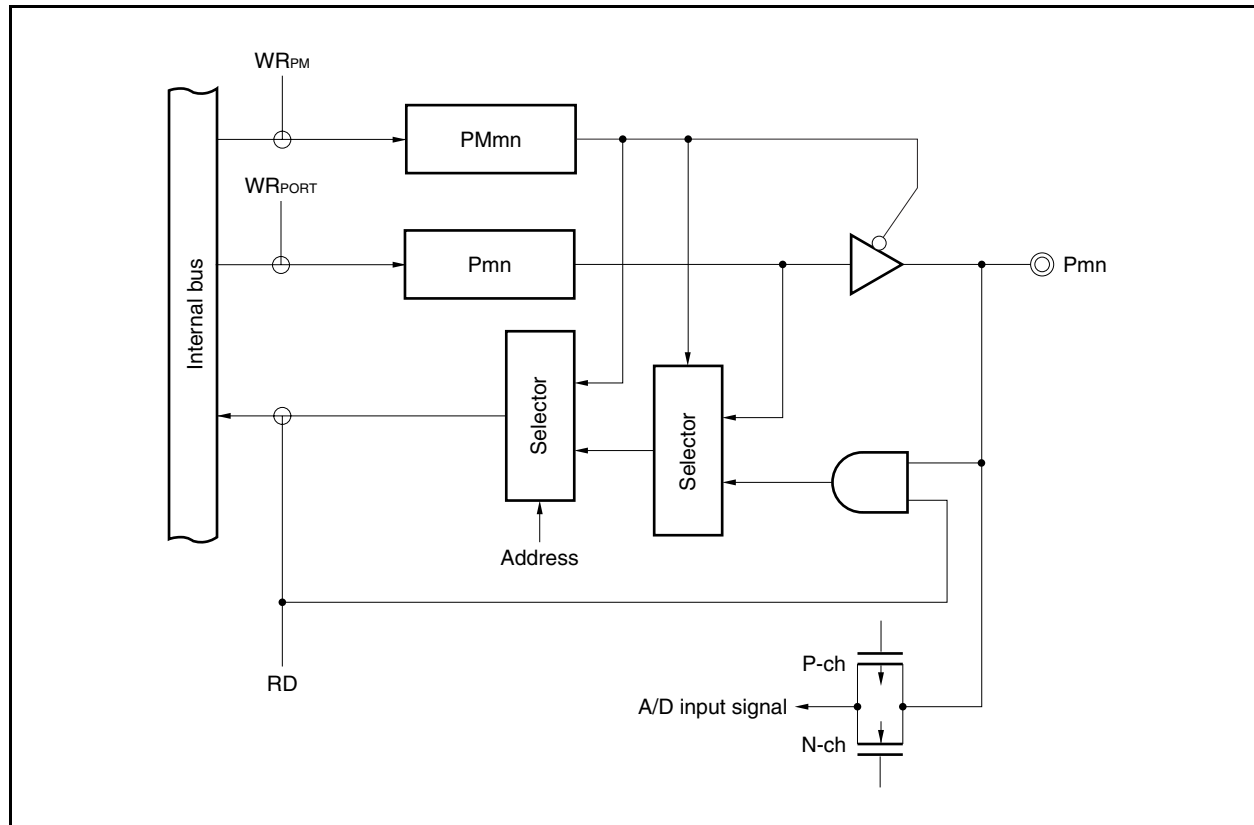 WRPM
PMmn
WRPORT
Pmn
Pmn
Internal bus
Selector
Selector
Address
RD
P-ch
A/D input signal
N-ch